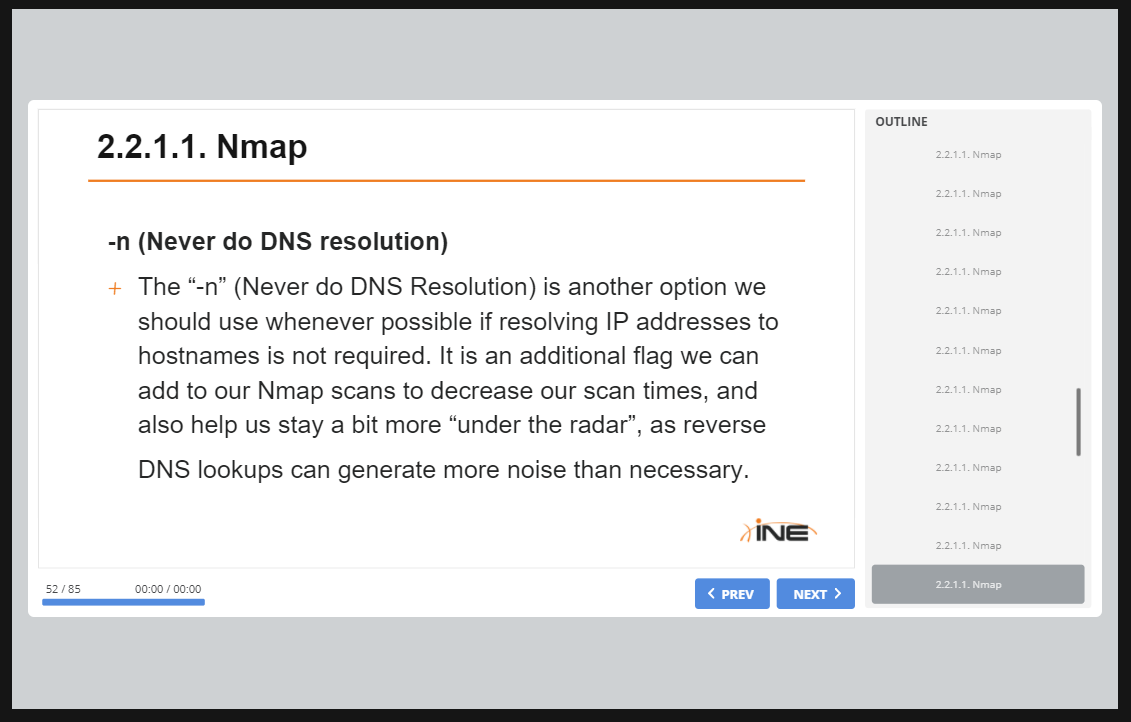 2.2.1.1. Nmap
-n (Never do DNS resolution)
+ The “-n” (Never do DNS Resolution) is another option we
should use whenever possible if resolving IP addresses to
hostnames is not required. It is an additional flag we can
add to our Nmap scans to decrease our scan times, and
also help us stay a bit more “under the radar”, as reverse
DNS lookups can generate more noise than necessary.
iNE
52 / 85
00:00 / 00:00
PREV
NEXT
OUTLINE
2.2.1.1. Nmap
2.2.1.1. Nmap
2.2.1.1. Nmap
2.2.1.1. Nmap
2.2.1.1. Nmap
2.2.1.1. Nmap
2.2.1.1. Nmap
2.2.1.1. Nmap
2.2.1.1. Nmap
2.2.1.1. Nmap
2.2.1.1. Nmap
2.2.1.1. Nmap